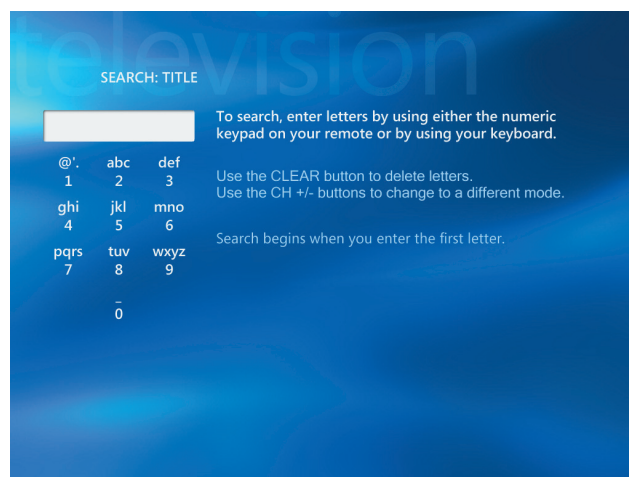 television
SEARCH: TITLE
To search, enter letters by using either the numeric
keypad on your remote or by using your keyboard.
@'. abc def
1 2 3
ghi jkl mno
4 5 6
pqrs tuv wxyz
7 8 9
_
0
Use the CLEAR button to delete letters.
Use the CH +/- buttons to change to a different mode.
Search begins when you enter the first letter.